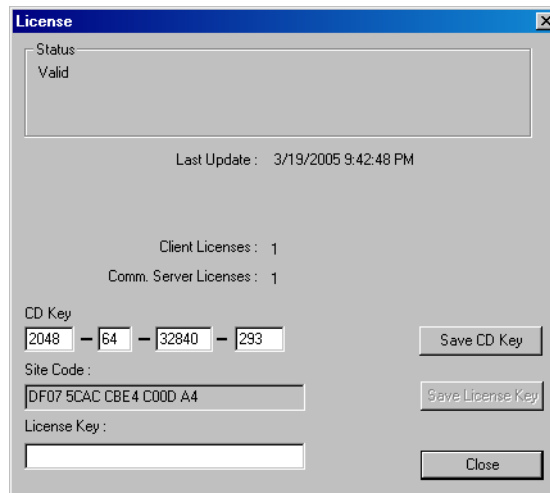 License
Status
Valid
Last Update : 3/19/2005 9:42:48 PM
Client Licenses : 1
Comm. Server Licenses : 1
CD Key
2048 – 64 – 32840 – 293 Save CD Key
Site Code :
DF07 5CAC CBE4 C00D A4 Save License Key
License Key :
Close